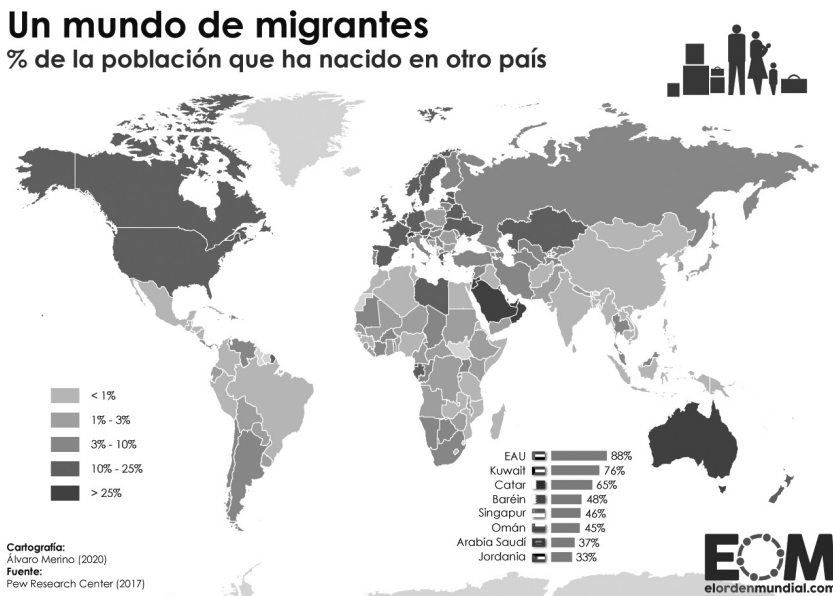 Un mundo de migrantes
% de la población que ha nacido en otro país
< 1%
1% - 3%
3% - 10%
10% - 25%
> 25%
EAU 88%
Kuwait 76%
Catar 65%
Baréin 48%
Singapur 46%
Omán 45%
Arabia Saudí 37%
Jordania 33%
Cartografía:
Álvaro Merino (2020)
Fuente:
Pew Research Center (2017)
EOM
elordenmundial.com